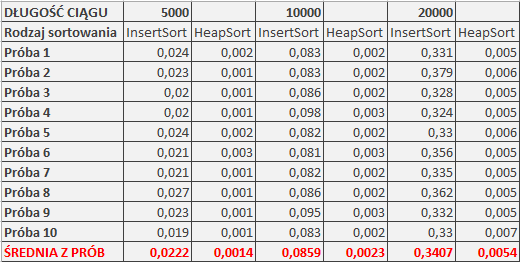 DŁUGOŚĆ CIĄGU 5000 10000 20000
Rodzaj sortowania InsertSort HeapSort InsertSort HeapSort InsertSort HeapSort
Próba 1 0,024 0,002 0,083 0,002 0,331 0,005
Próba 2 0,023 0,001 0,083 0,002 0,379 0,006
Próba 3 0,02 0,001 0,086 0,002 0,328 0,005
Próba 4 0,02 0,001 0,098 0,003 0,324 0,005
Próba 5 0,024 0,002 0,082 0,002 0,33 0,006
Próba 6 0,021 0,003 0,081 0,003 0,356 0,005
Próba 7 0,021 0,001 0,082 0,002 0,335 0,005
Próba 8 0,027 0,001 0,086 0,002 0,362 0,005
Próba 9 0,023 0,001 0,095 0,003 0,332 0,005
Próba 10 0,019 0,001 0,083 0,002 0,33 0,007
ŚREDNIA Z PRÓB 0,0222 0,0014 0,0859 0,0023 0,3407 0,0054